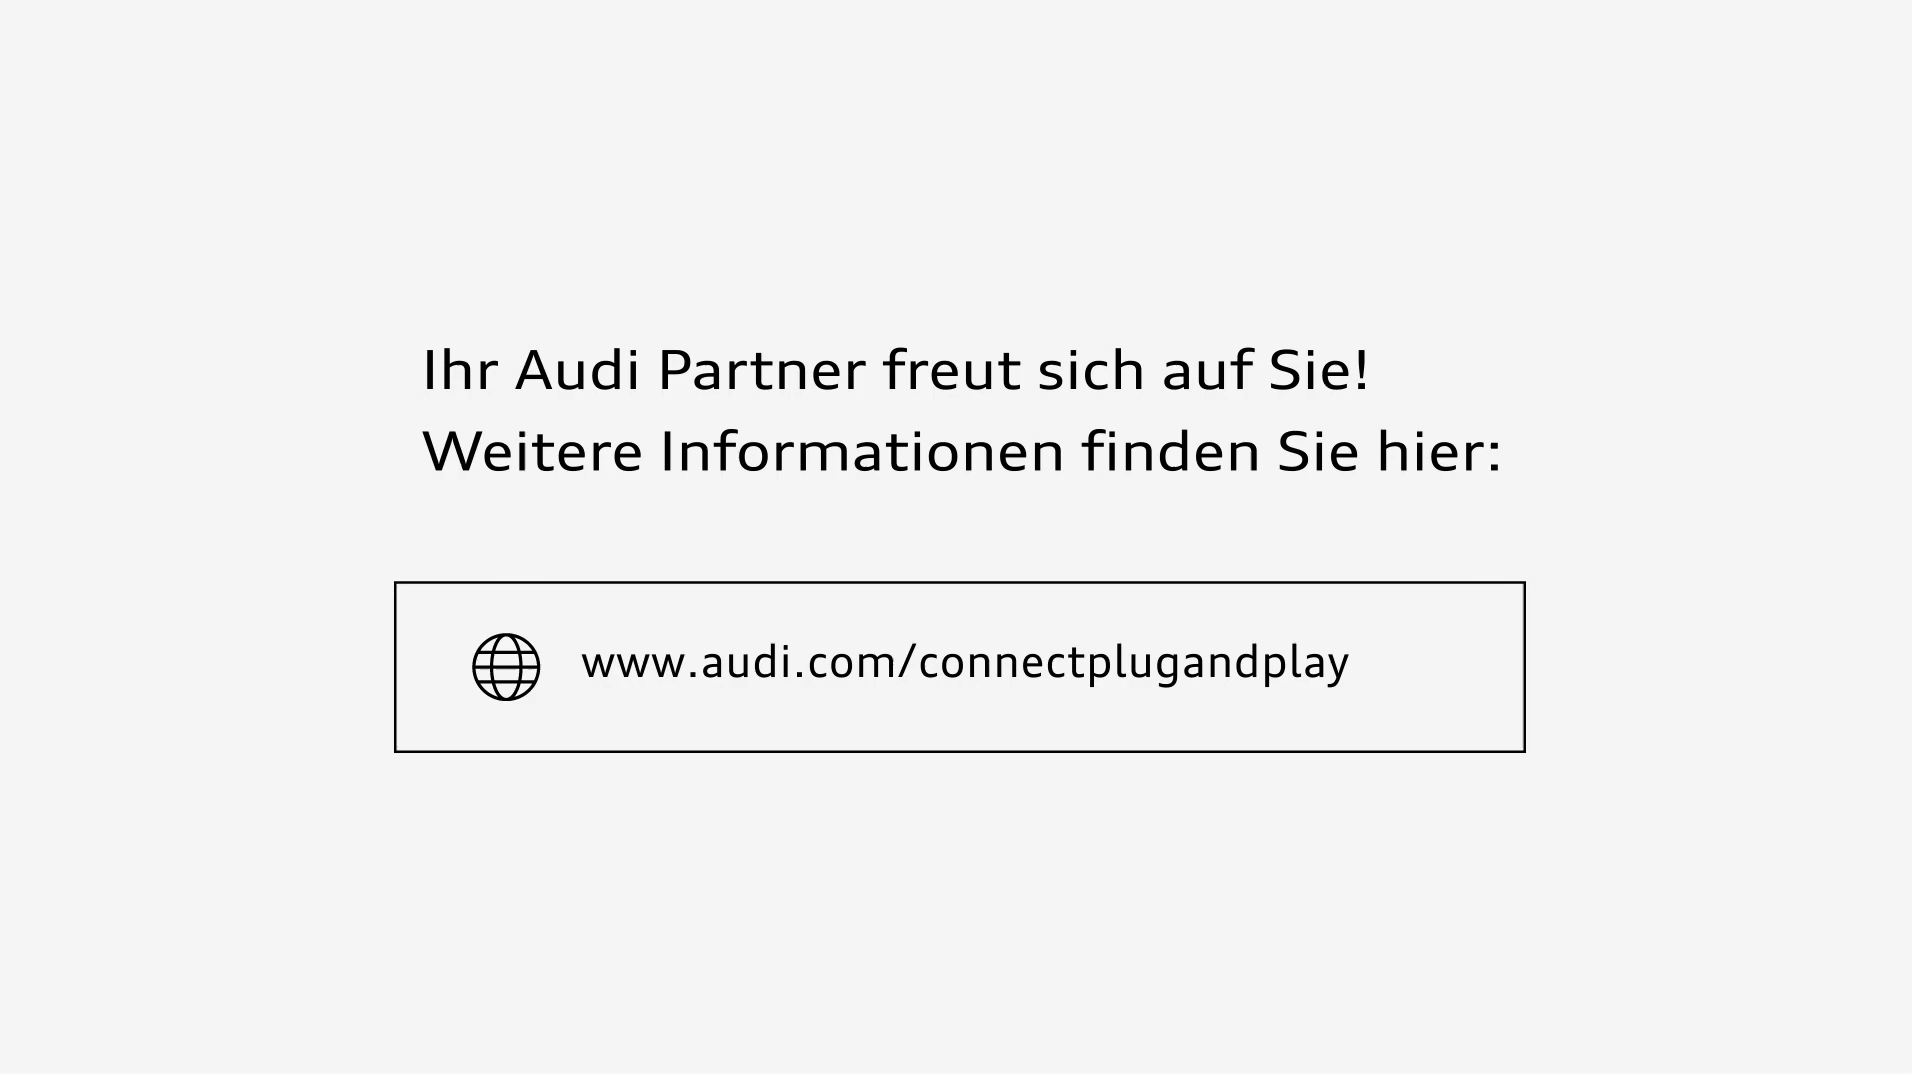 Ihr Audi Partner freut sich auf Sie!
Weitere Informationen finden Sie hier:
www.audi.com/connectplugandplay